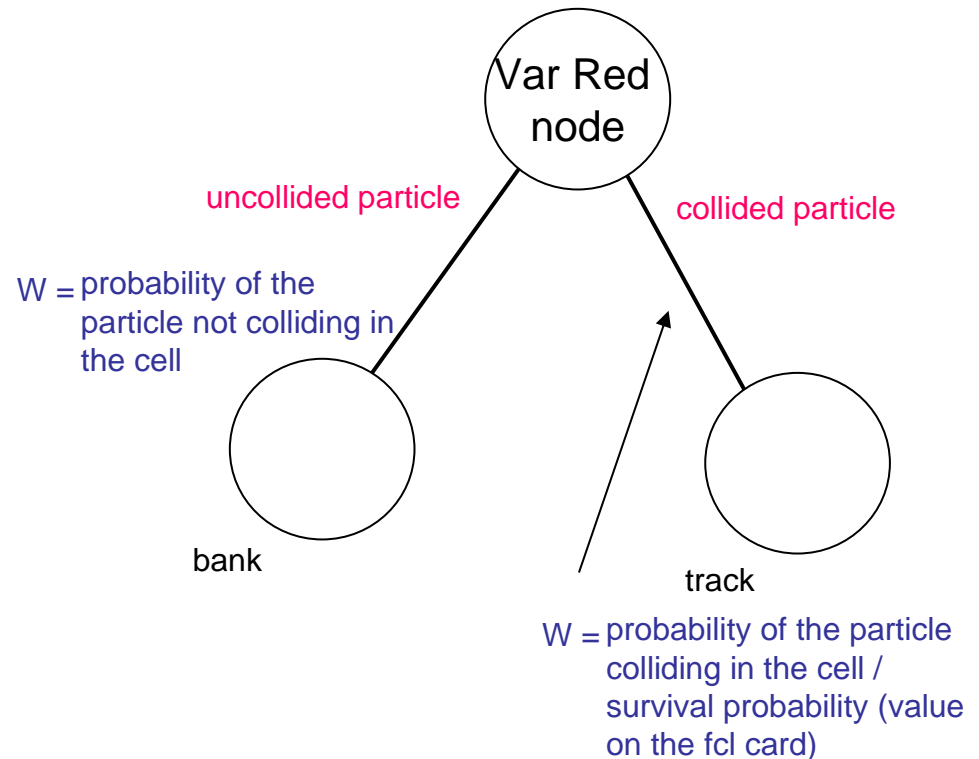 Var Red
node
uncollided particle
collided particle
W = probability of the
particle not colliding in
the cell
bank
track
W = probability of the particle
colliding in the cell /
survival probability (value
on the fcl card)